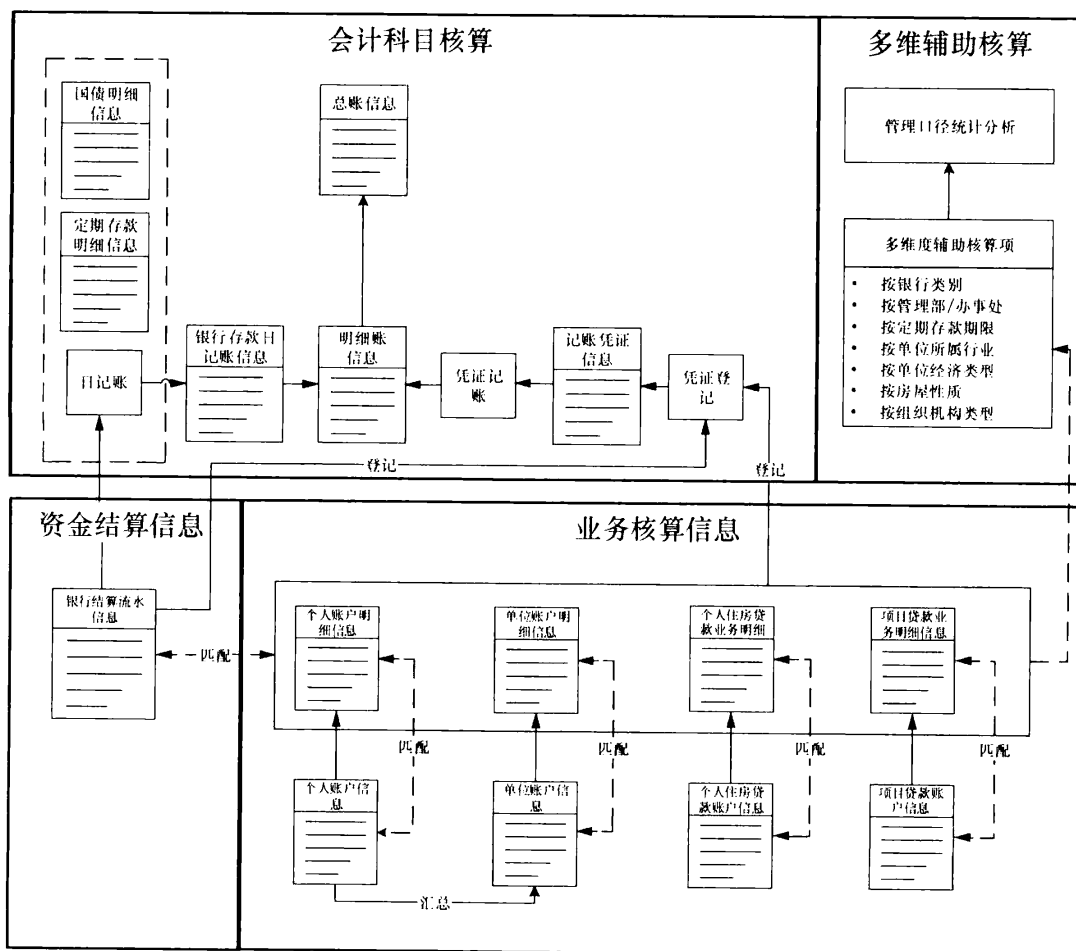 会计科目核算
多维辅助核算
国债明细
信息
总账信息
管理口径统计分析
定期存款
明细信息
多维度辅助核算项
• 按银行类别
• 按管理部/办事处
• 按定期存款期限
• 按单位所属行业
• 按单位经济类型
• 按房屋性质
• 按组织机构类型
日记账
银行存款日
记账信息
明细账
信息
凭证记
账
记账凭证信
息
凭证登
记
登记
登记
资金结算信息
业务核算信息
银行结算流水
信息
匹配
个人账户明
细信息
单位账户明
细信息
个人住房贷
款业务明细
项目贷款业
务明细信息
匹配
匹配
匹配
匹配
个人账户信
息
单位账户信
息
个人住房贷
款账户信息
项目贷款账
户信息
汇总